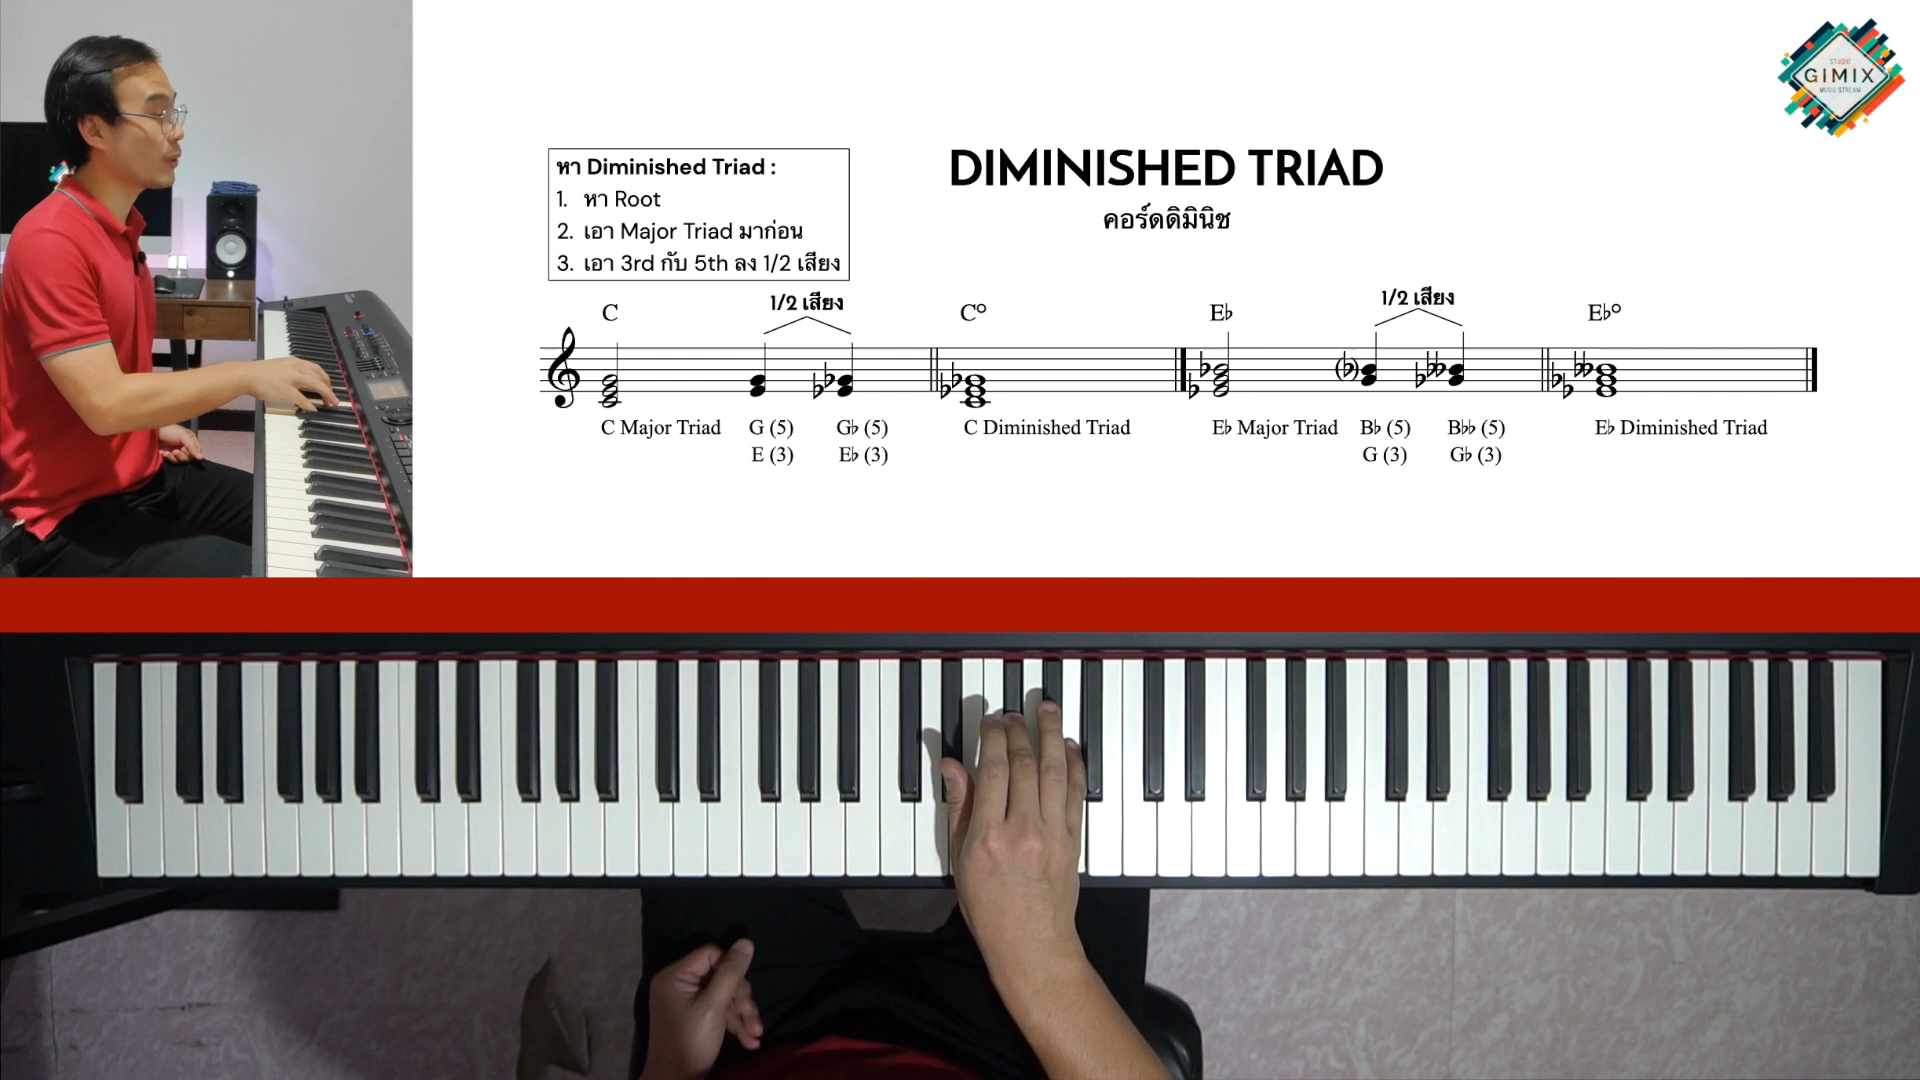 STUDIO
GIMIX
MUSIC STREAM
DIMINISHED TRIAD
คอร์ดดิมินิช
หา Diminished Triad :
1. หา Root
2. เอา Major Triad มาก่อน
3. เอา 3rd กับ 5th ลง 1/2 เสียง
1/2 เสียง
1/2 เสียง
C C° E♭ E♭°
C Major Triad G (5) G♭ (5) C Diminished Triad E♭ Major Triad B♭ (5) B♭♭ (5) E♭ Diminished Triad
E (3) E♭ (3) G (3) G♭ (3)